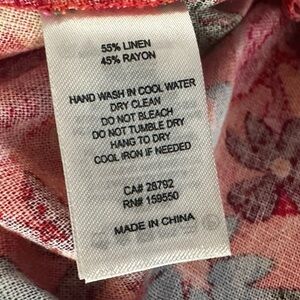 55% LINEN
45% RAYON
HAND WASH IN COOL WATER
DRY CLEAN
DO NOT BLEACH
DO NOT TUMBLE DRY
HANG TO DRY
COOL IRON IF NEEDED
CA# 28792
RN# 159550
MADE IN CHINA